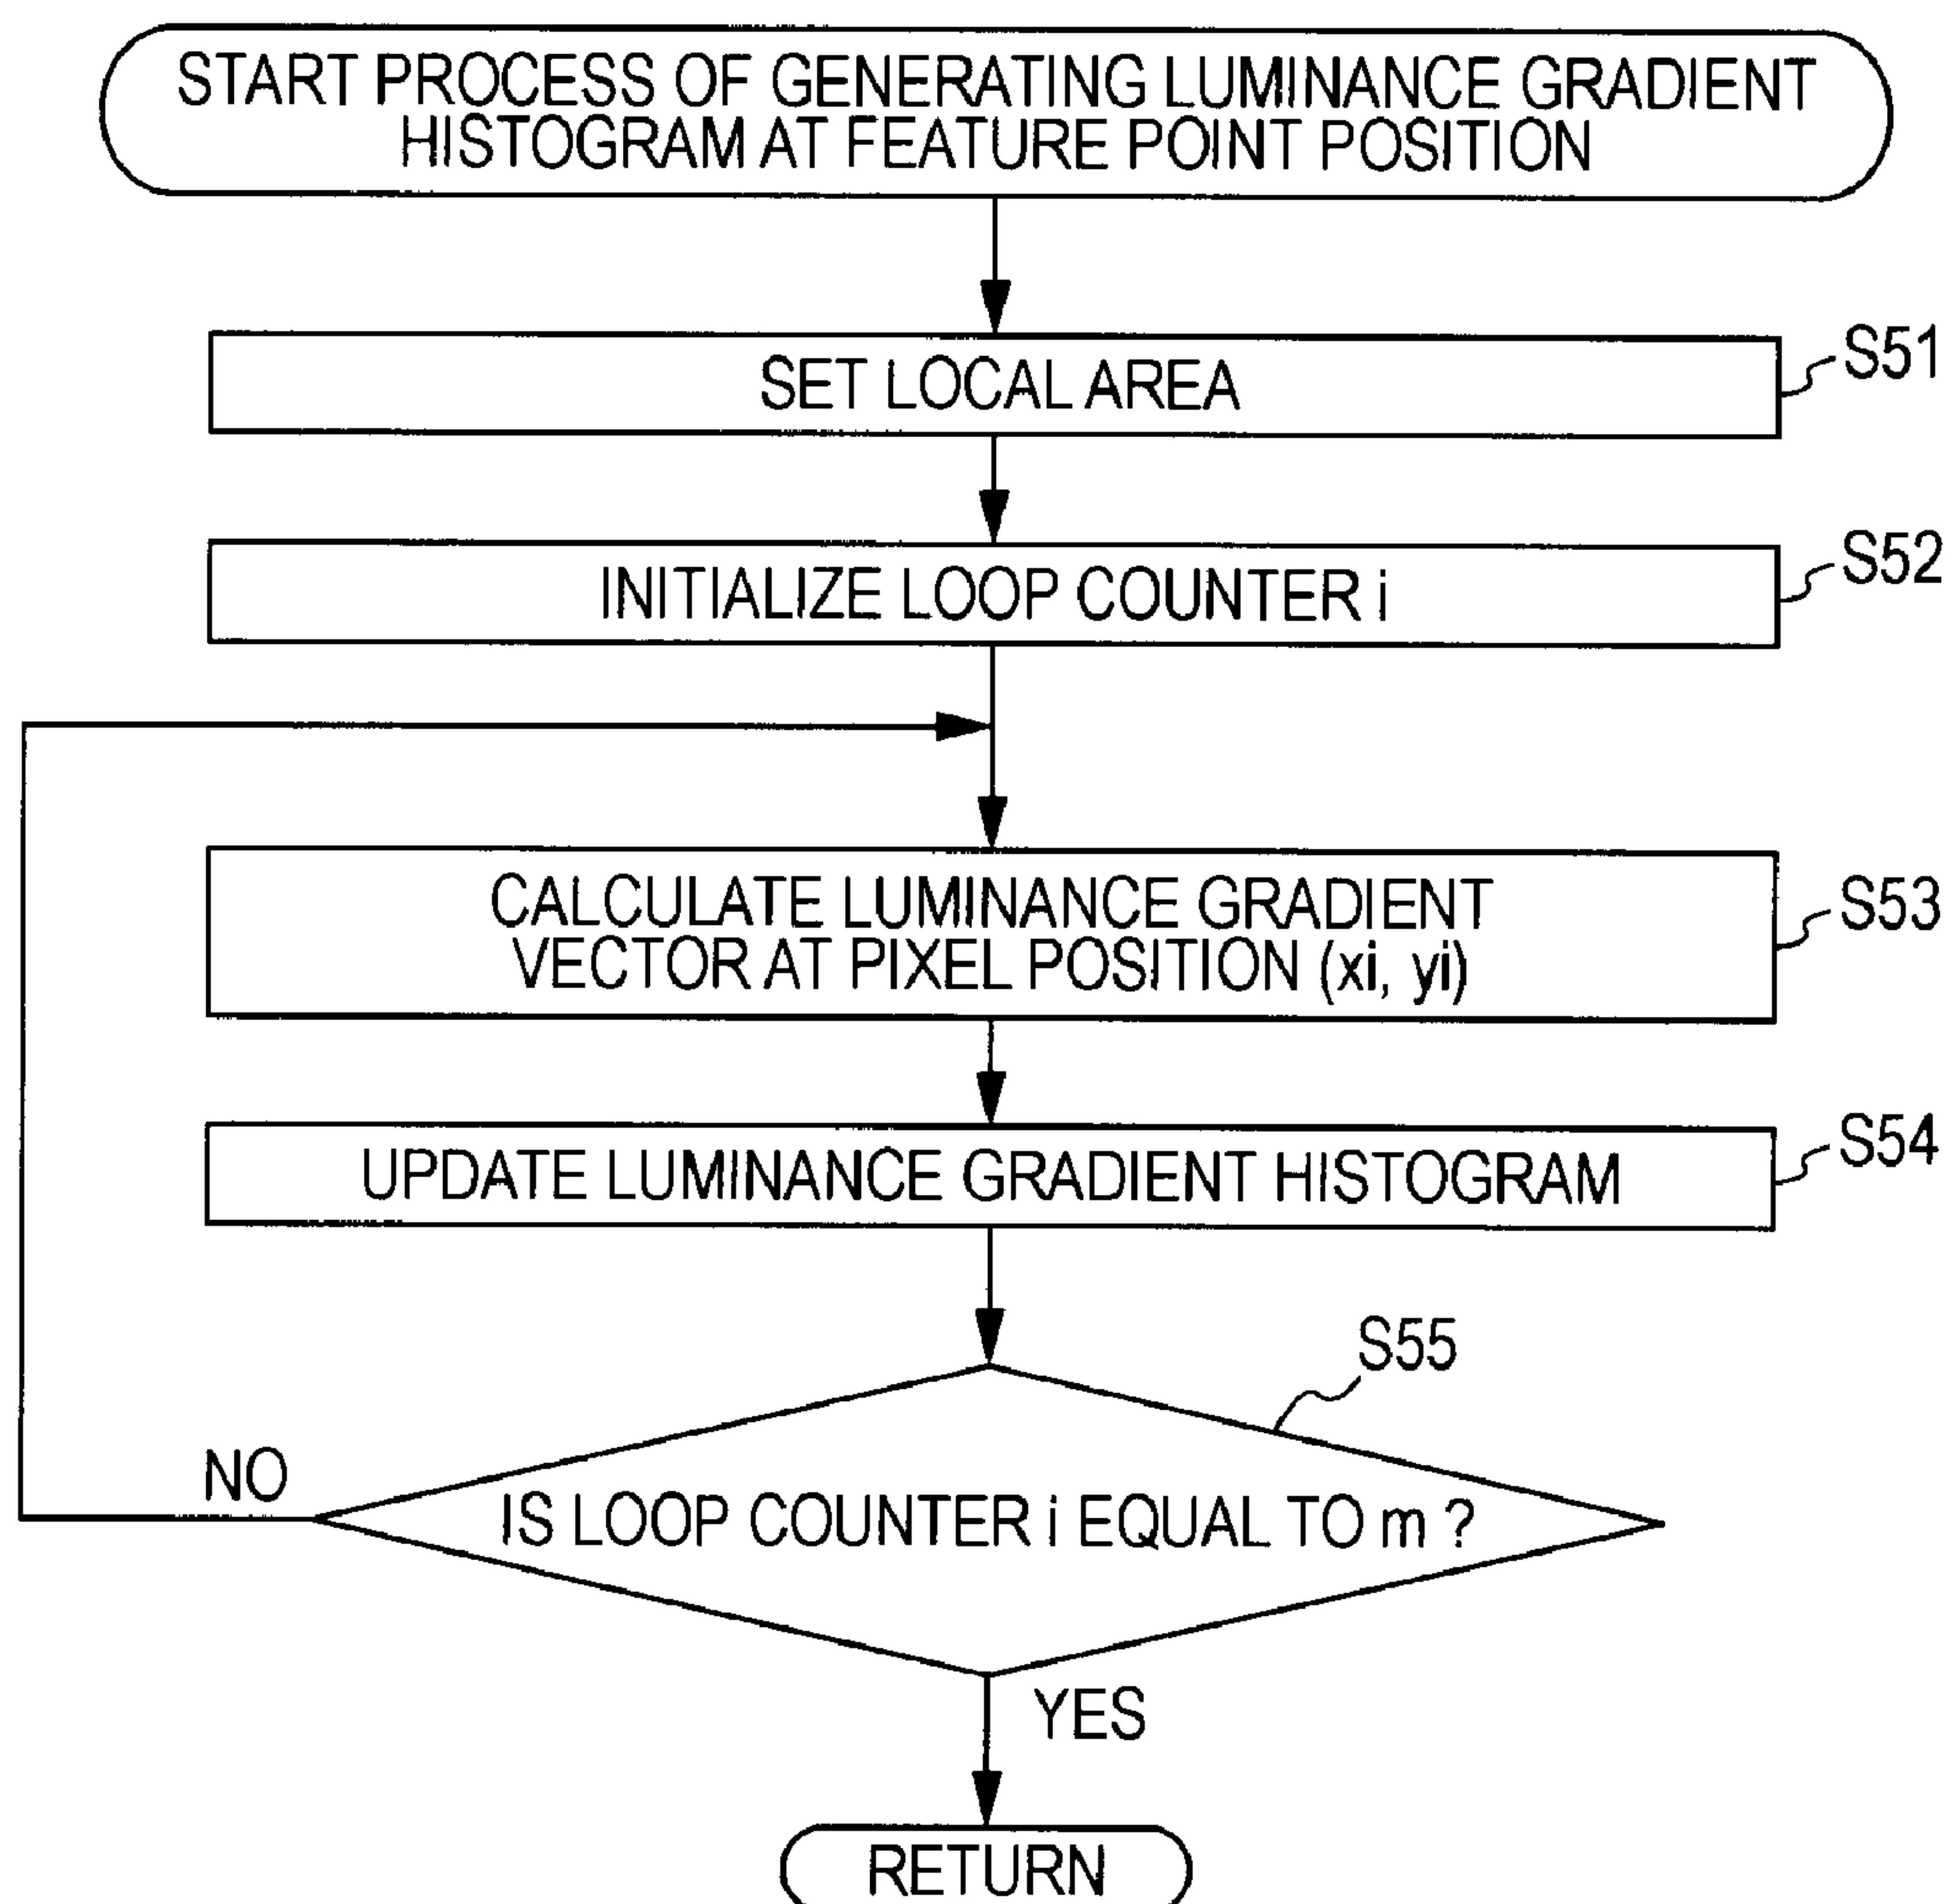 START PROCESS OF GENERATING LUMINANCE GRADIENT
HISTOGRAM AT FEATURE POINT POSITION
SET LOCAL AREA
S51
INITIALIZE LOOP COUNTER i
S52
CALCULATE LUMINANCE GRADIENT
VECTOR AT PIXEL POSITION (xi, yi)
S53
UPDATE LUMINANCE GRADIENT HISTOGRAM
S54
S55
NO
IS LOOP COUNTER i EQUAL TO m ?
YES
RETURN